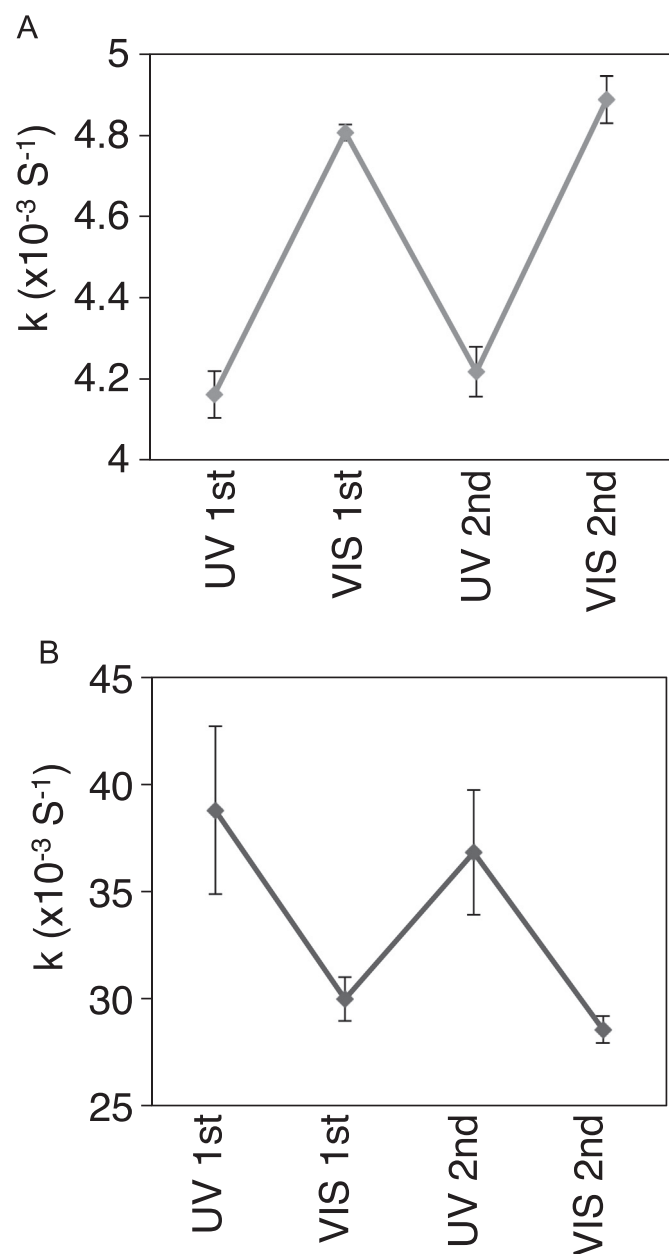 A
k (x10⁻³ S⁻¹)
5
4.8
4.6
4.4
4.2
4
UV 1st
VIS 1st
UV 2nd
VIS 2nd
B
k (x10⁻³ S⁻¹)
45
40
35
30
25
UV 1st
VIS 1st
UV 2nd
VIS 2nd